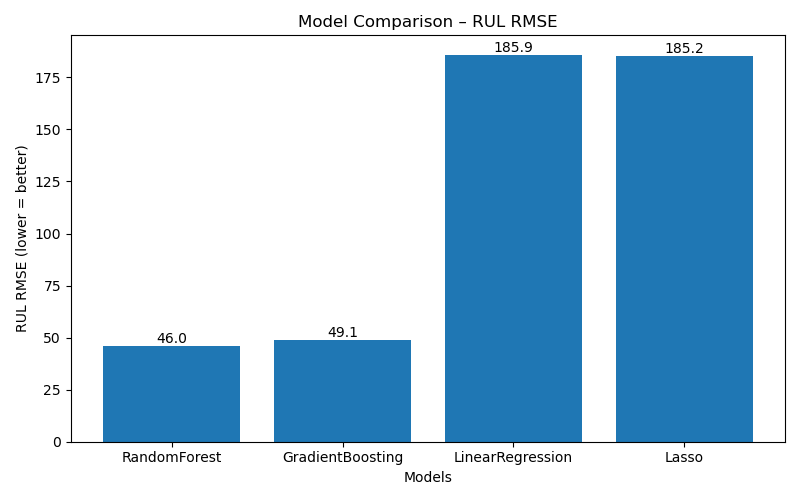 Model Comparison – RUL RMSE
RUL RMSE (lower = better)
175
150
125
100
75
50
25
0
46.0
49.1
185.9
185.2
RandomForest
GradientBoosting
LinearRegression
Lasso
Models